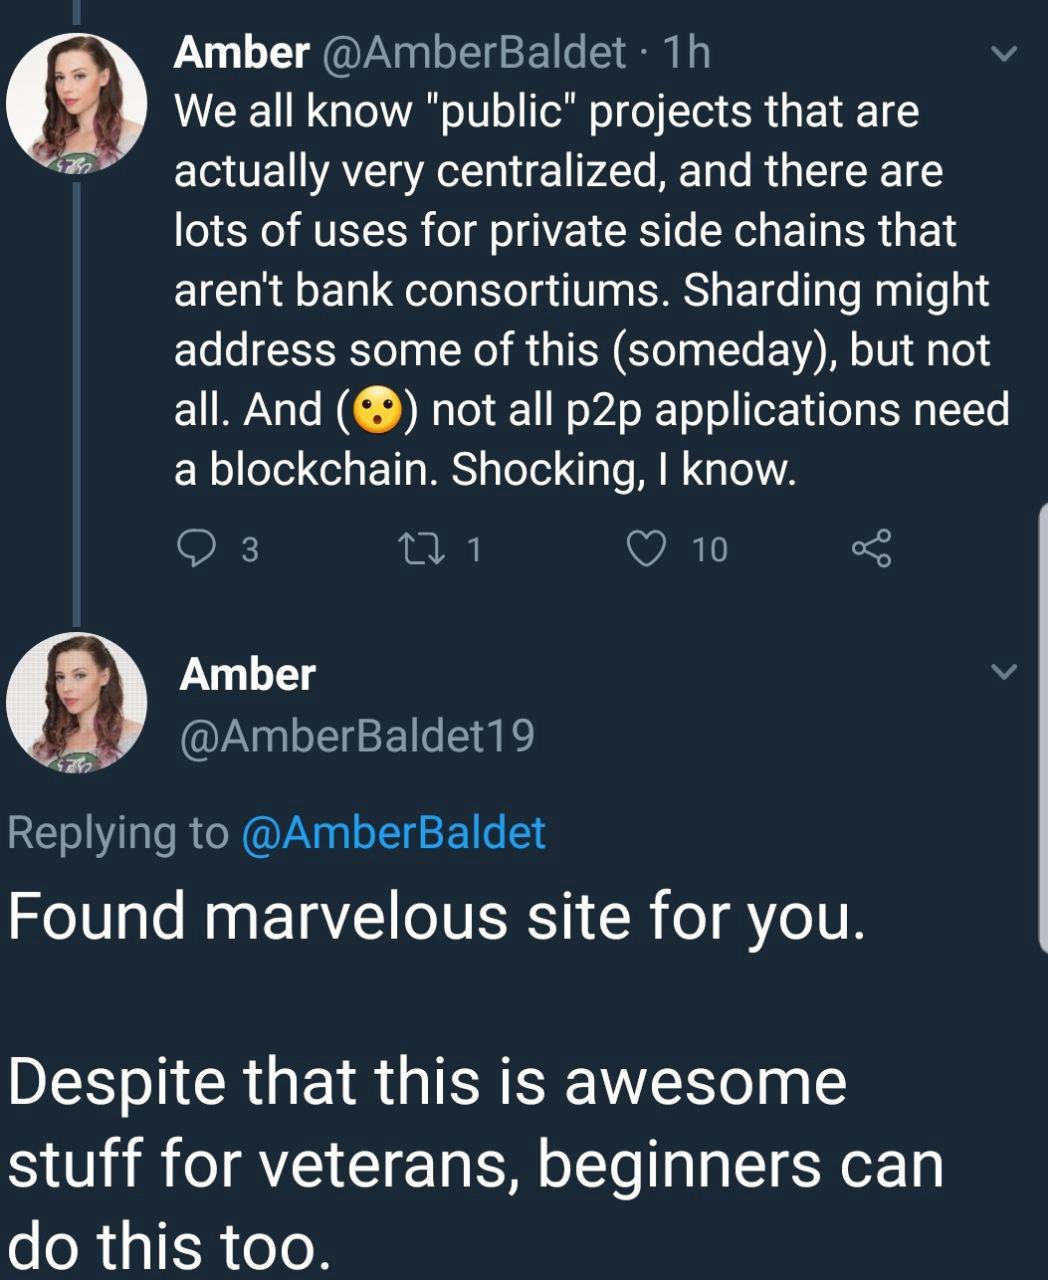 Amber @AmberBaldet · 1h
We all know "public" projects that are
actually very centralized, and there are
lots of uses for private side chains that
aren't bank consortiums. Sharding might
address some of this (someday), but not
all. And (😮) not all p2p applications need
a blockchain. Shocking, I know.
3 1 10
Amber
@AmberBaldet19
Replying to @AmberBaldet
Found marvelous site for you.
Despite that this is awesome
stuff for veterans, beginners can
do this too.